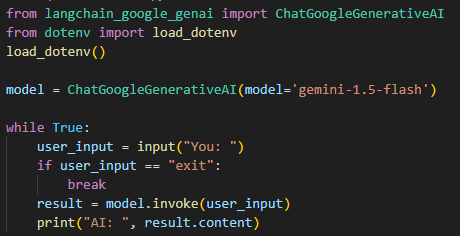 from langchain_google_genai import ChatGoogleGenerativeAI
from dotenv import load_dotenv
load_dotenv()

model = ChatGoogleGenerativeAI(model='gemini-1.5-flash')

while True:
    user_input = input("You: ")
    if user_input == "exit":
        break
    result = model.invoke(user_input)
    print("AI: ", result.content)